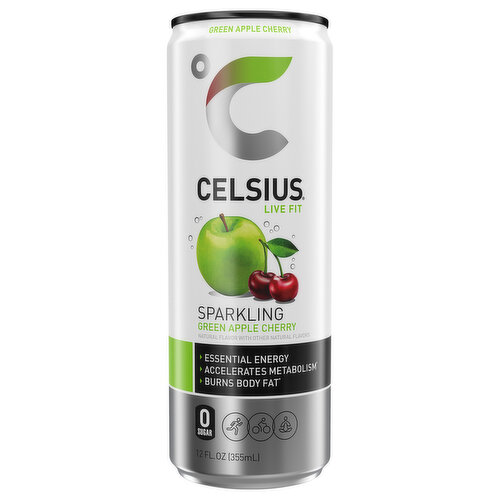 GREEN APPLE CHERRY
CELSIUS®
LIVE FIT
SPARKLING
GREEN APPLE CHERRY
NATURAL FLAVOR WITH OTHER NATURAL FLAVORS
ESSENTIAL ENERGY
ACCELERATES METABOLISM*
BURNS BODY FAT*
0
SUGAR
12 FL.OZ (355mL)